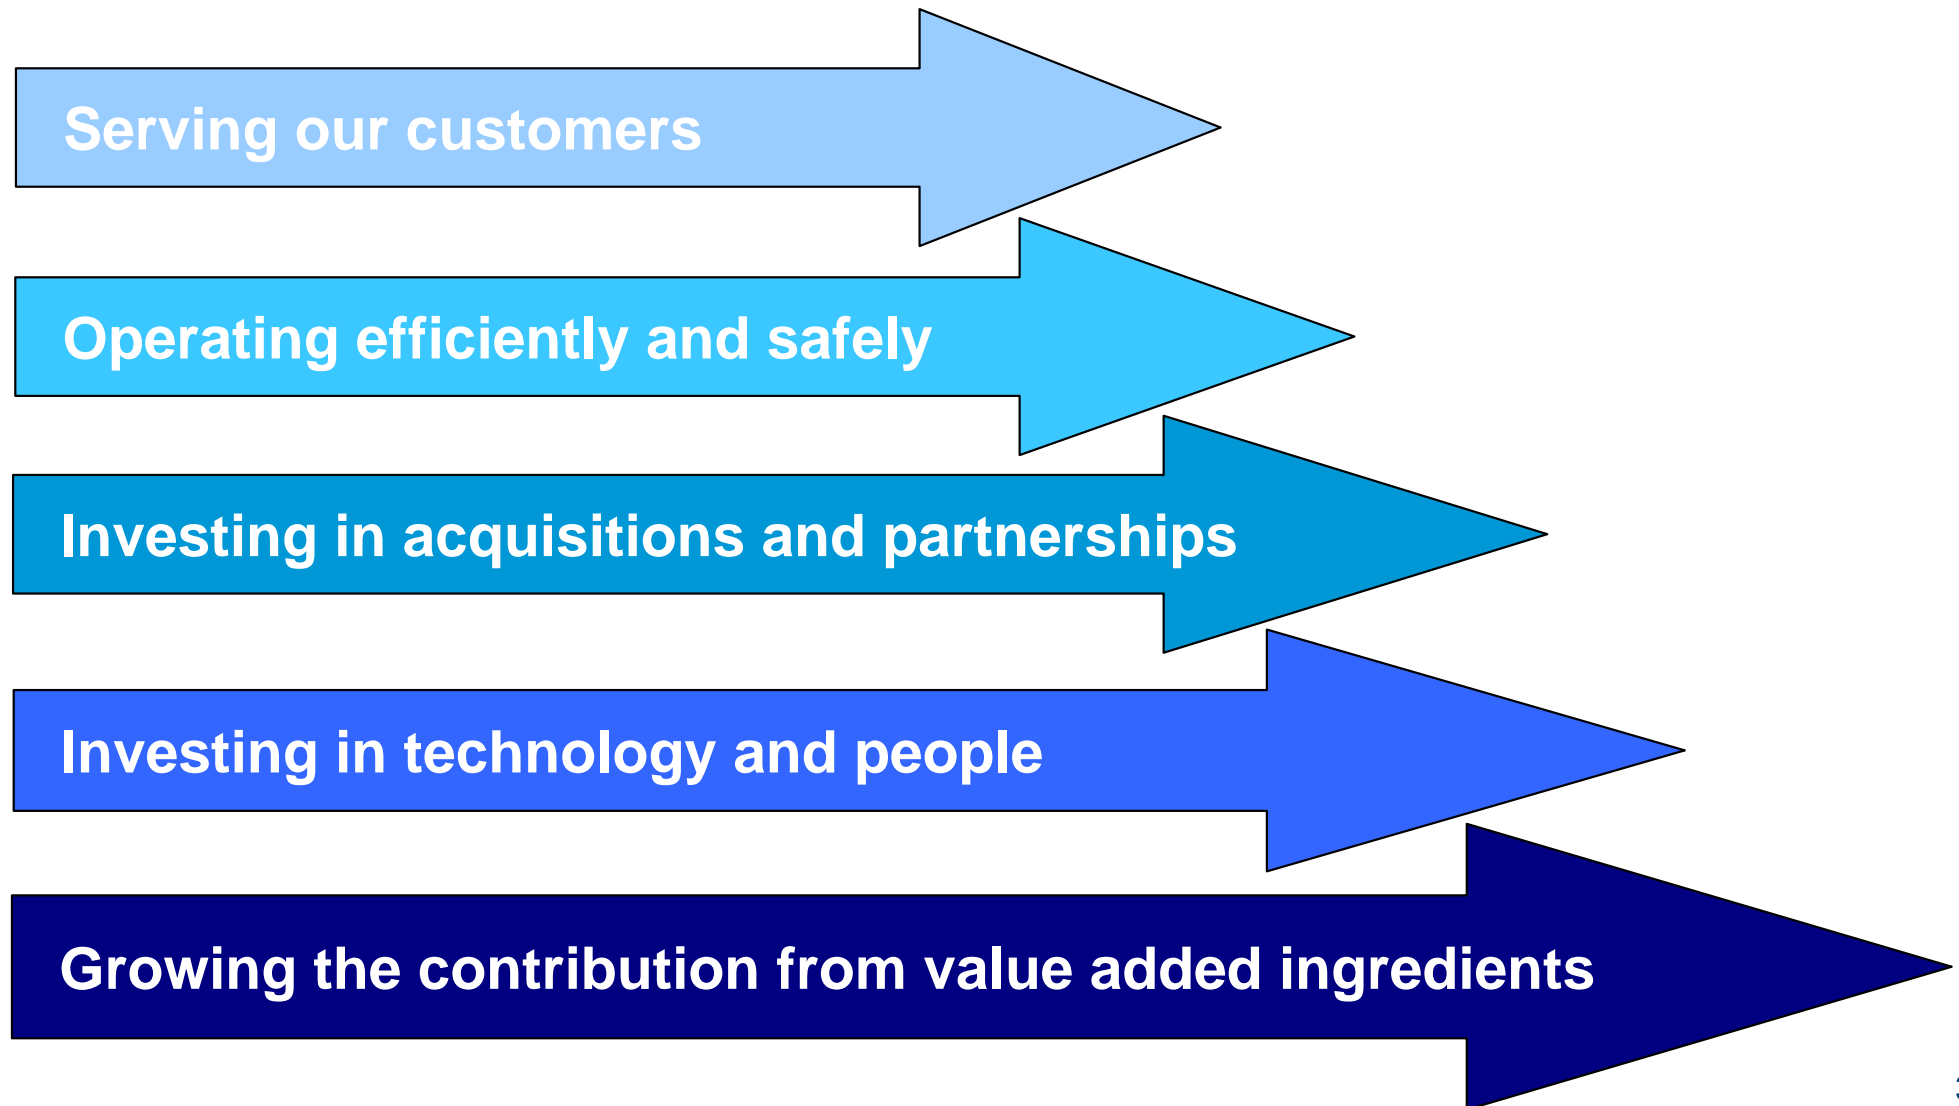 Serving our customers
Operating efficiently and safely
Investing in acquisitions and partnerships
Investing in technology and people
Growing the contribution from value added ingredients